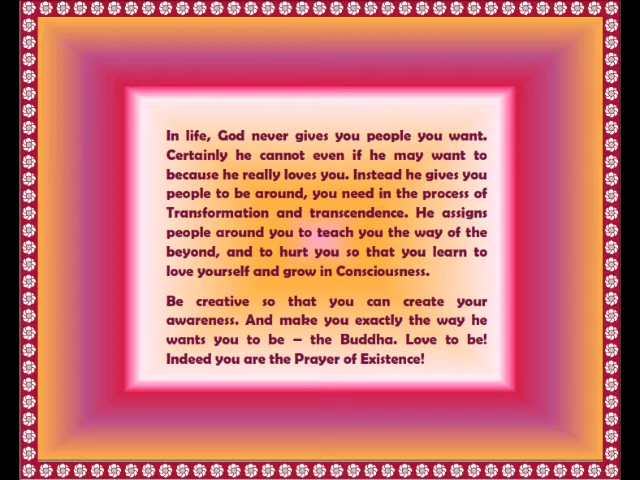 In life, God never gives you people you want.
Certainly he cannot even if he may want to
because he really loves you. Instead he gives you
people to be around, you need in the process of
Transformation and transcendence. He assigns
people around you to teach you the way of the
beyond, and to hurt you so that you learn to
love yourself and grow in Consciousness.
Be creative so that you can create your
awareness. And make you exactly the way he
wants you to be – the Buddha. Love to be!
Indeed you are the Prayer of Existence!